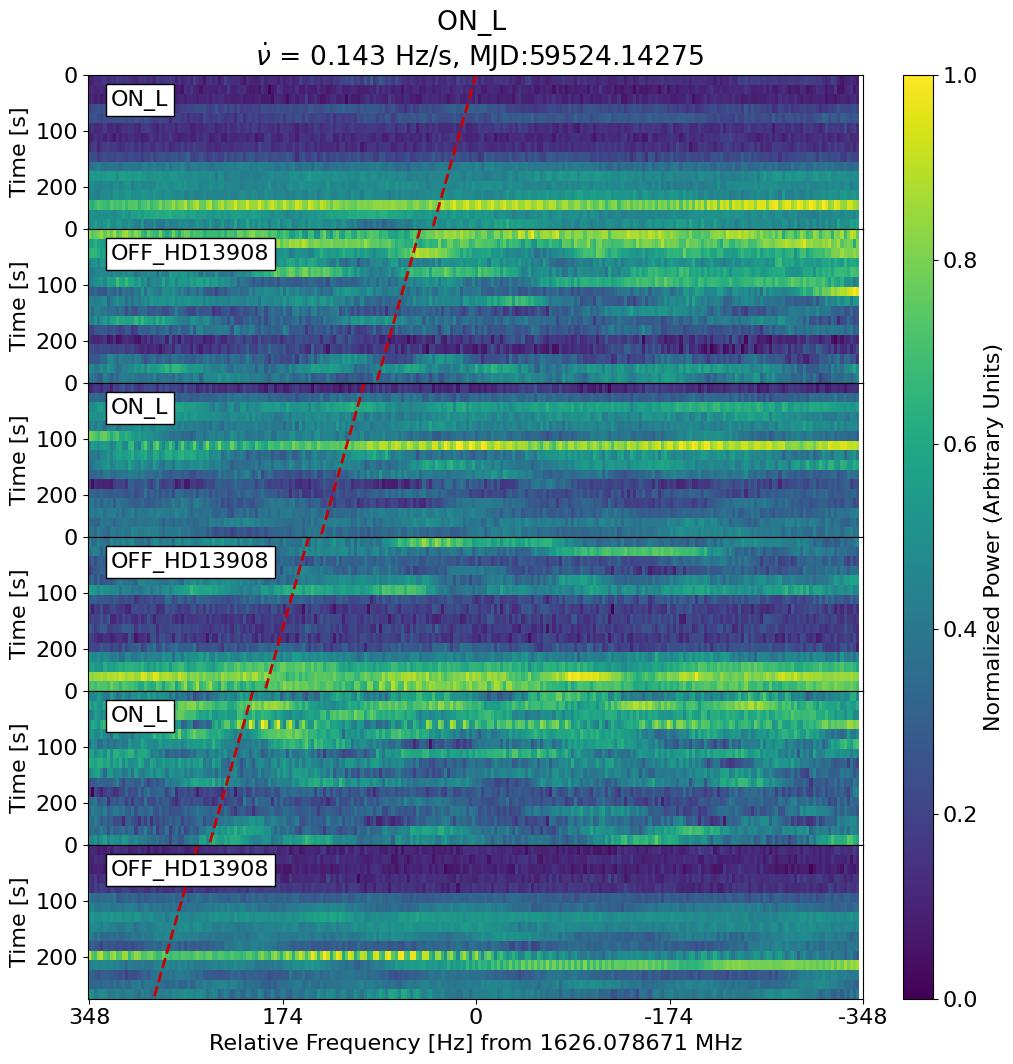 ON_L
ν̇ = 0.143 Hz/s, MJD:59524.14275
0
ON_L
100
200
Time [s]
0
OFF_HD13908
100
200
Time [s]
0
ON_L
100
200
Time [s]
0
OFF_HD13908
100
200
Time [s]
0
ON_L
100
200
Time [s]
0
OFF_HD13908
100
200
Time [s]
348 174 0 -174 -348
Relative Frequency [Hz] from 1626.078671 MHz
1.0
0.8
0.6
0.4
0.2
0.0
Normalized Power (Arbitrary Units)